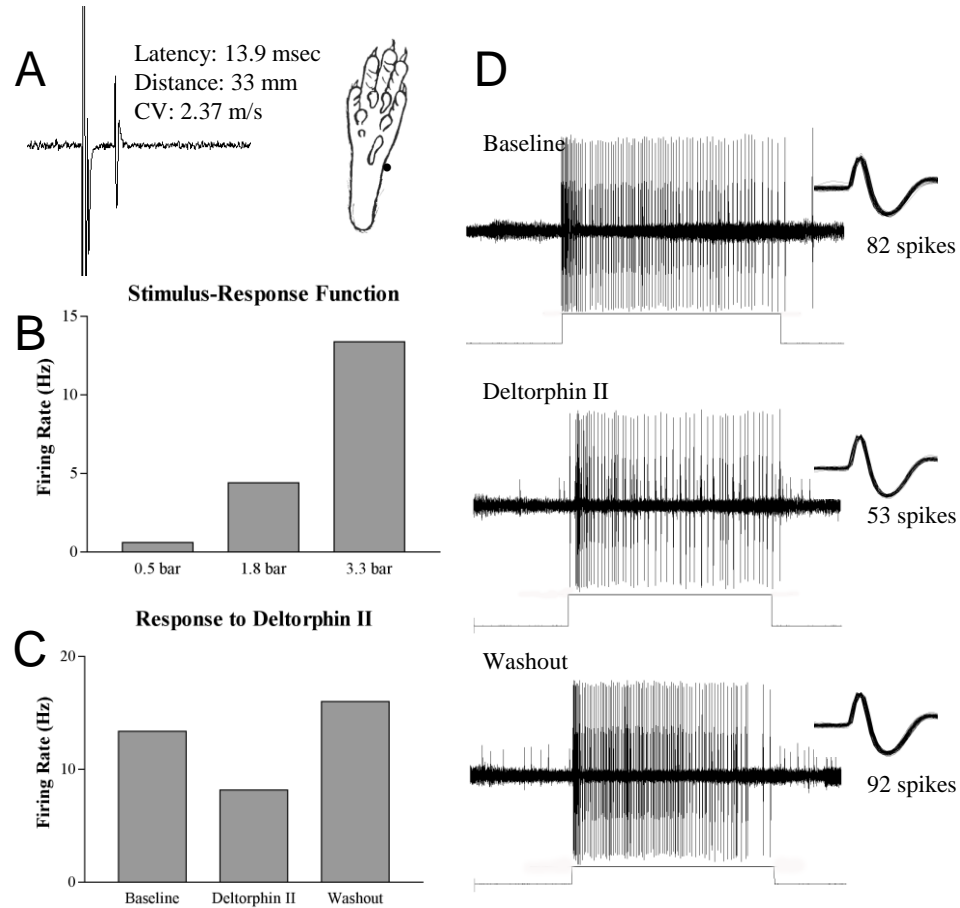 A
Latency: 13.9 msec
Distance: 33 mm
CV: 2.37 m/s
Stimulus-Response Function
B
Firing Rate (Hz)
15
10
5
0
0.5 bar
1.8 bar
3.3 bar
Response to Deltorphin II
C
Firing Rate (Hz)
20
10
0
Baseline
Deltorphin II
Washout
D
Baseline
82 spikes
Deltorphin II
53 spikes
Washout
92 spikes